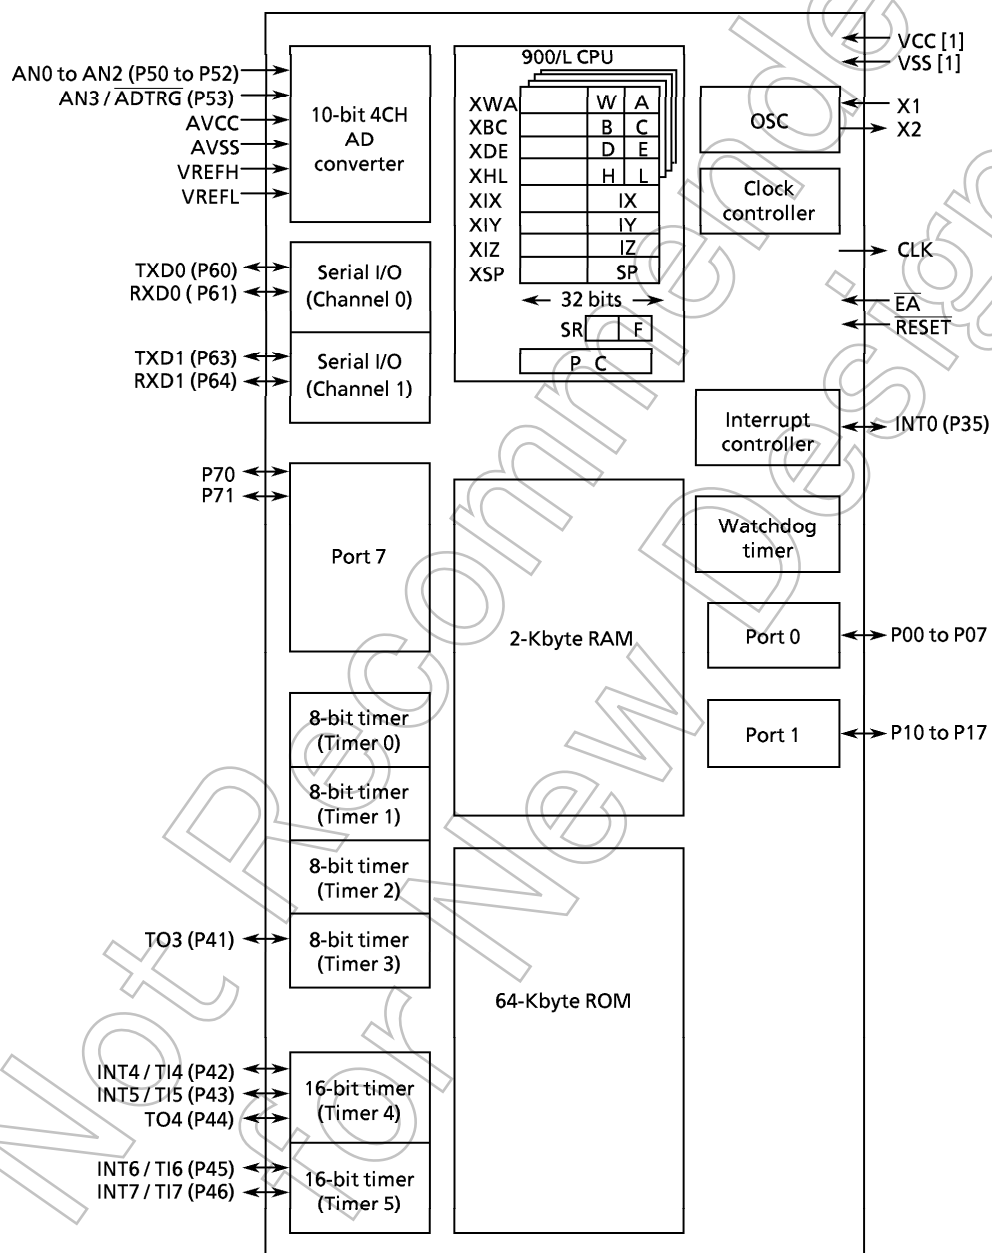 AN0 to AN2 (P50 to P52)
AN3 / ADTRG (P53)
AVCC
AVSS
VREFH
VREFL
10-bit 4CH
AD
converter
TXD0 (P60)
RXD0 ( P61)
Serial I/O
(Channel 0)
TXD1 (P63)
RXD1 (P64)
Serial I/O
(Channel 1)
P70
P71
Port 7
8-bit timer
(Timer 0)
8-bit timer
(Timer 1)
8-bit timer
(Timer 2)
TO3 (P41)
8-bit timer
(Timer 3)
INT4 / TI4 (P42)
INT5 / TI5 (P43)
TO4 (P44)
16-bit timer
(Timer 4)
INT6 / TI6 (P45)
INT7 / TI7 (P46)
16-bit timer
(Timer 5)
900/L CPU
XWA W A
XBC B C
XDE D E
XHL H L
XIX IX
XIY IY
XIZ IZ
XSP SP
32 bits
SR F
P C
2-Kbyte RAM
64-Kbyte ROM
VCC [1]
VSS [1]
OSC
X1
X2
Clock
controller
CLK
EA
RESET
Interrupt
controller
INT0 (P35)
Watchdog
timer
Port 0
P00 to P07
Port 1
P10 to P17
Not Recommende
for New Design